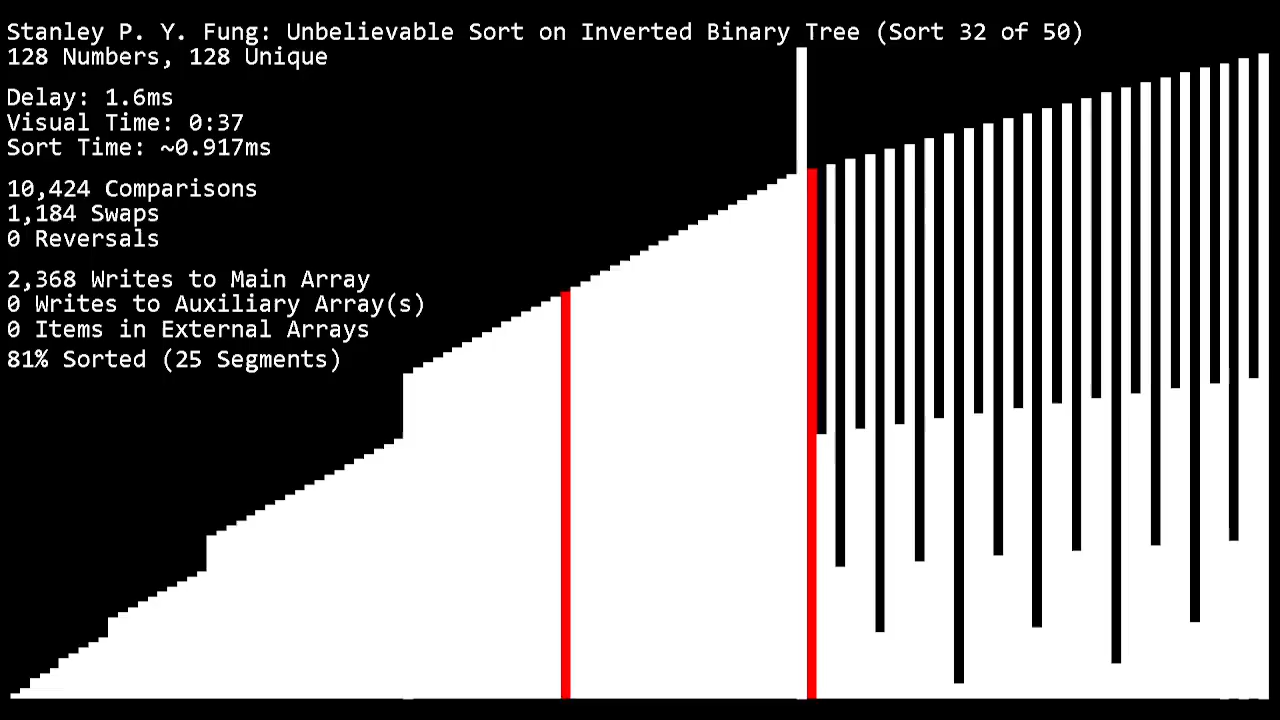 Stanley P. Y. Fung: Unbelievable Sort on Inverted Binary Tree (Sort 32 of 50)
128 Numbers, 128 Unique
Delay: 1.6ms
Visual Time: 0:37
Sort Time: ~0.917ms
10,424 Comparisons
1,184 Swaps
0 Reversals
2,368 Writes to Main Array
0 Writes to Auxiliary Array(s)
0 Items in External Arrays
81% Sorted (25 Segments)